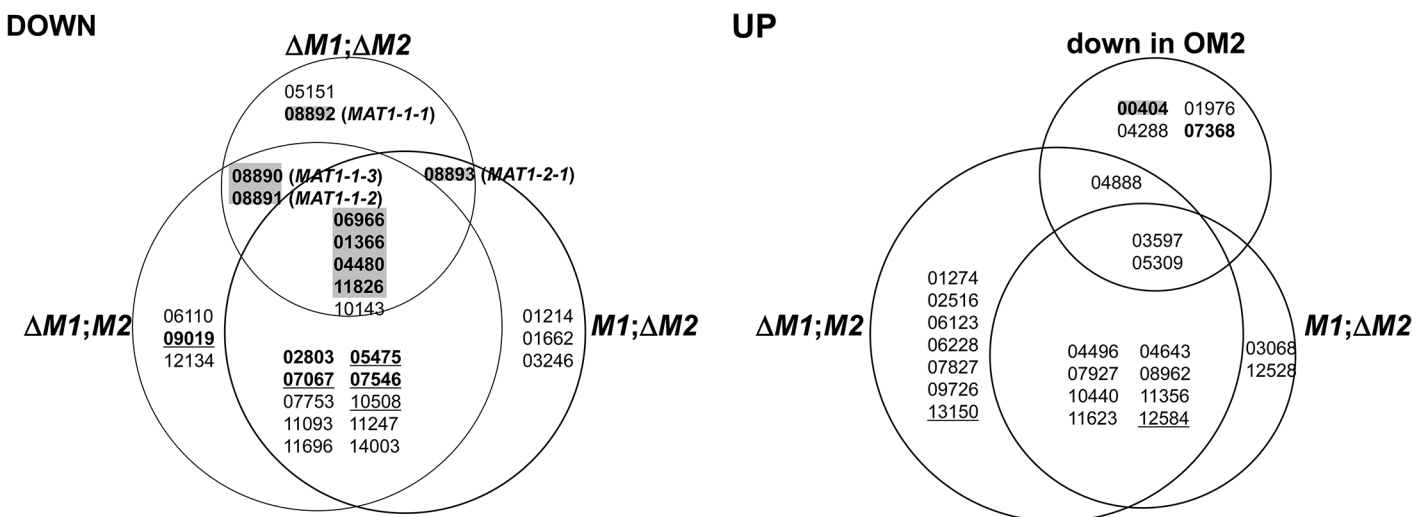 DOWN
ΔM1;ΔM2
05151
08892 (MAT1-1-1)
08890 (MAT1-1-3)
08893 (MAT1-2-1)
08891 (MAT1-1-2)
06966
01366
04480
11826
10143
ΔM1;M2
06110
09019
12134
01214
01662
03246
M1;ΔM2
02803 05475
07067 07546
07753 10508
11093 11247
11696 14003
UP
down in OM2
00404 01976
04288 07368
04888
03597
05309
ΔM1;M2
01274
02516
06123
06228
07827
09726
13150
04496 04643
07927 08962
10440 11356
11623 12584
M1;ΔM2
03068
12528